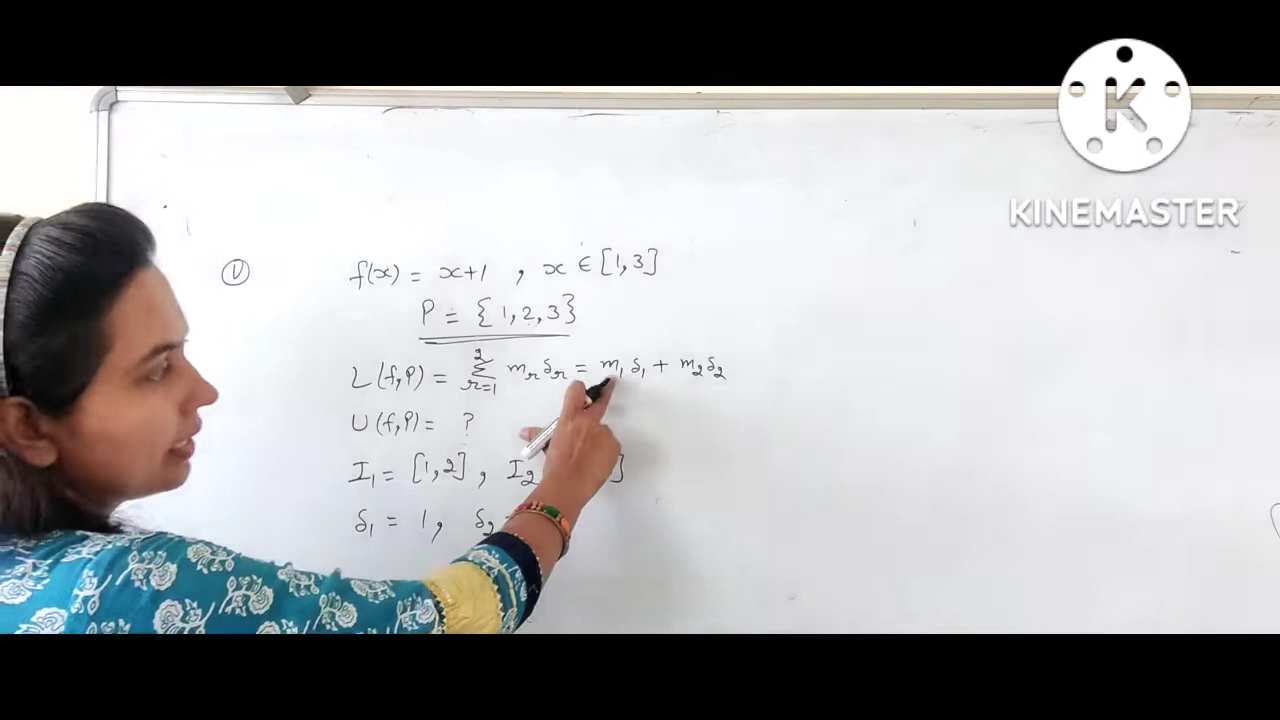 KINEMASTER
(V) f(x) = x+1 , x ∈ [1,3]
P = {1,2,3}
L(f,P) = Σ_{r=1}^{2} m_r δ_r = m_1 δ_1 + m_2 δ_2
U(f,P) = ?
I_1 = [1,2] , I_2 ]
δ_1 = 1, δ_2